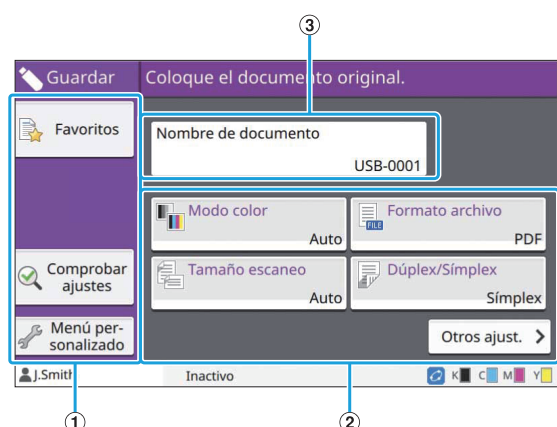 ③
Guardar
Coloque el documento original.
Favoritos
Nombre de documento
USB-0001
Modo color
Auto
Formato archivo
FILE
PDF
Comprobar
ajustes
Tamaño escaneo
Auto
Dúplex/Símplex
Símplex
Menú per-
sonalizado
Otros ajust.
J.Smith
Inactivo
K C M Y
① ②